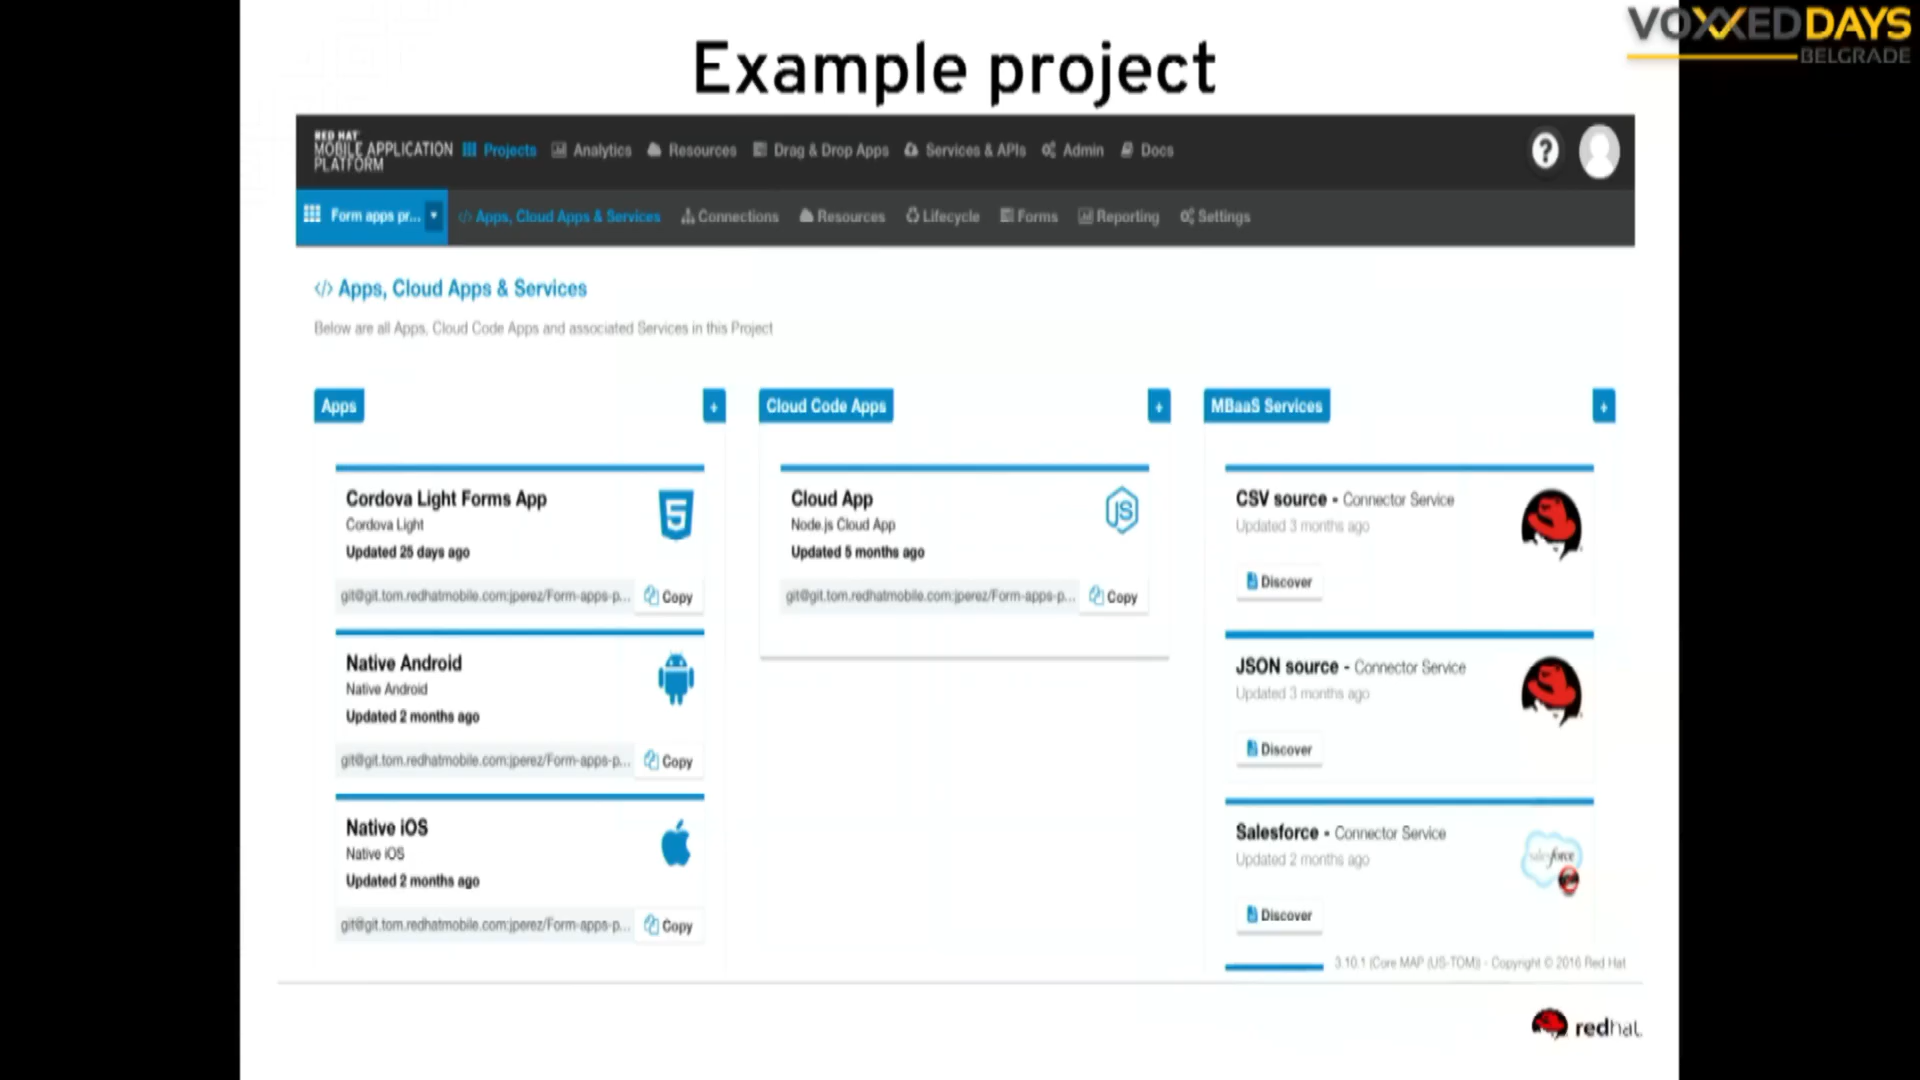 VOXXED DAYS
BELGRADE
Example project
RED HAT
MOBILE APPLICATION
PLATFORM
Projects
Analytics
Resources
Drag & Drop Apps
Services & APIs
Admin
Docs
?
Form apps pr...
</> Apps, Cloud Apps & Services
Connections
Resources
Lifecycle
Forms
Reporting
Settings
</> Apps, Cloud Apps & Services
Below are all Apps, Cloud Code Apps and associated Services in this Project
Apps
+
Cordova Light Forms App
Cordova Light
Updated 25 days ago
git@git.tom.redhatmobile.com:jperez/Form-apps-p...
Copy
5
Native Android
Native Android
Updated 2 months ago
git@git.tom.redhatmobile.com:jperez/Form-apps-p...
Copy
Native iOS
Native iOS
Updated 2 months ago
git@git.tom.redhatmobile.com:jperez/Form-apps-p...
Copy
Cloud Code Apps
+
Cloud App
Node.js Cloud App
Updated 5 months ago
git@git.tom.redhatmobile.com:jperez/Form-apps-p...
Copy
JS
MBaaS Services
+
CSV source - Connector Service
Updated 3 months ago
Discover
JSON source - Connector Service
Updated 3 months ago
Discover
Salesforce - Connector Service
Updated 2 months ago
salesforce
Discover
3.10.1 (Core MAP (US-TOM)) - Copyright © 2016 Red Hat
redhat.